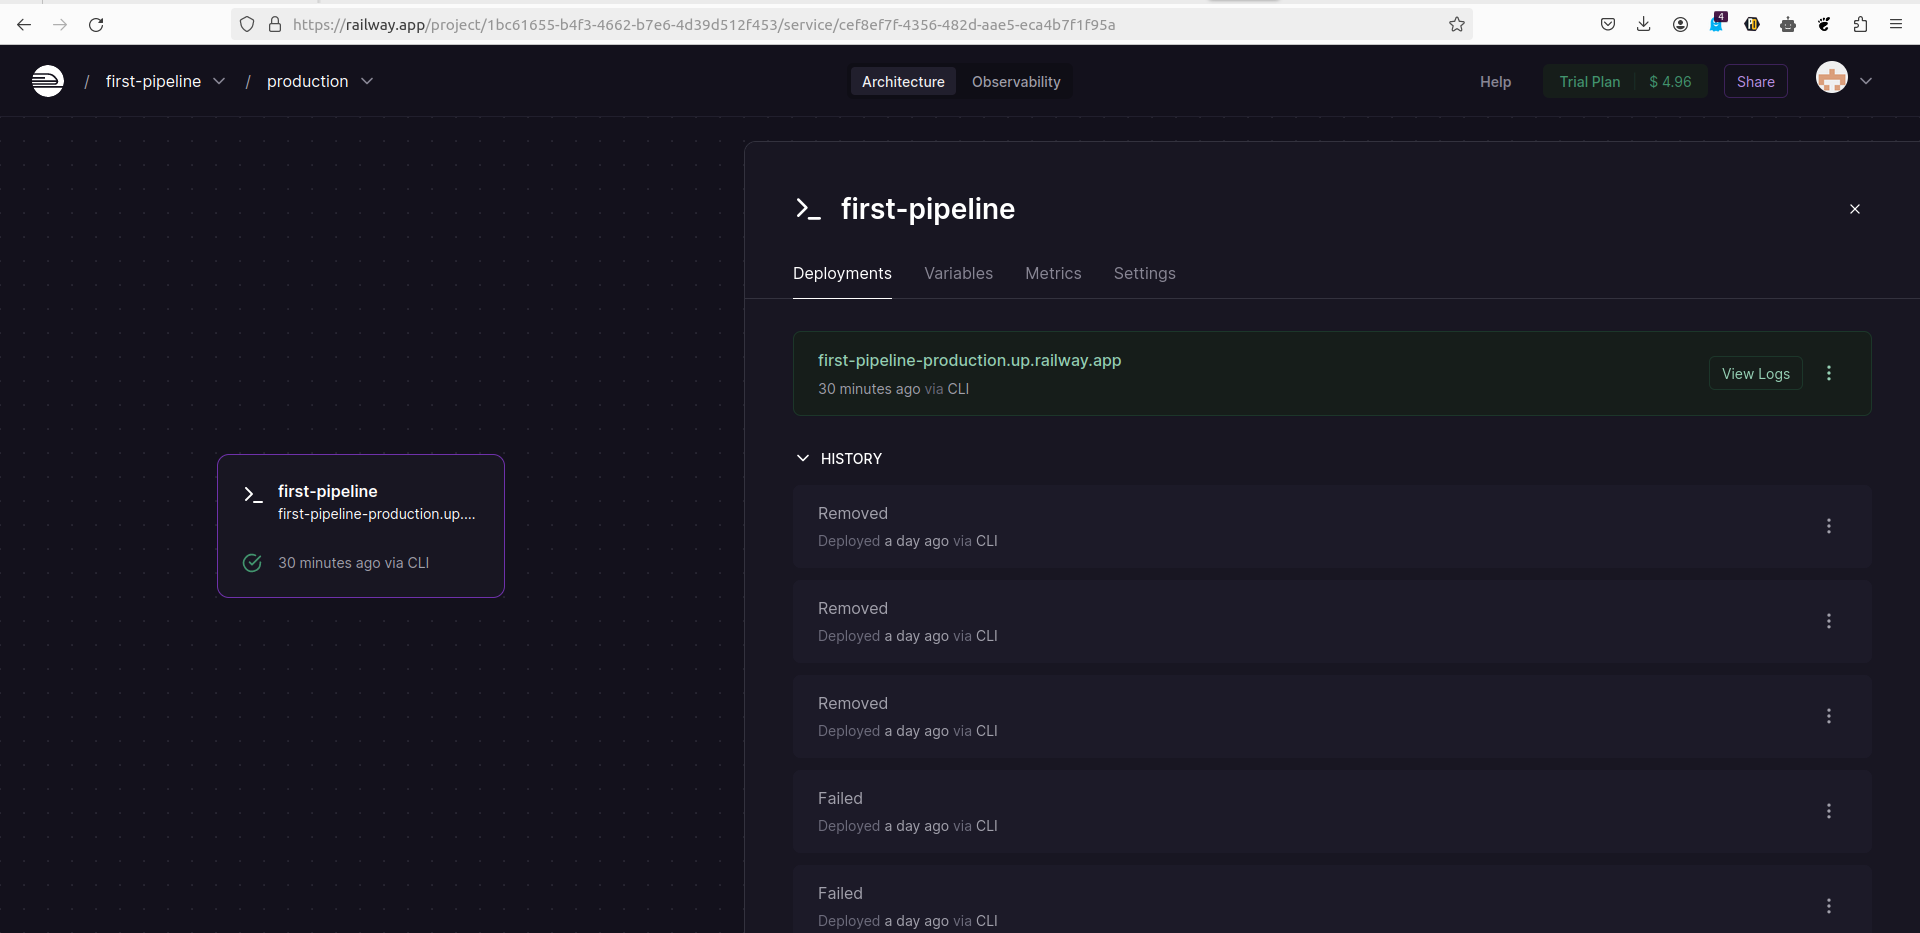 https://railway.app/project/1bc61655-b4f3-4662-b7e6-4d39d512f453/service/cef8ef7f-4356-482d-aae5-eca4b7f1f95a
4
/ first-pipeline / production
Architecture
Observability
Help
Trial Plan
$ 4.96
Share
first-pipeline
first-pipeline-production.up....
30 minutes ago via CLI
first-pipeline
Deployments
Variables
Metrics
Settings
first-pipeline-production.up.railway.app
30 minutes ago via CLI
View Logs
HISTORY
Removed
Deployed a day ago via CLI
Removed
Deployed a day ago via CLI
Removed
Deployed a day ago via CLI
Failed
Deployed a day ago via CLI
Failed
Deployed a day ago via CLI